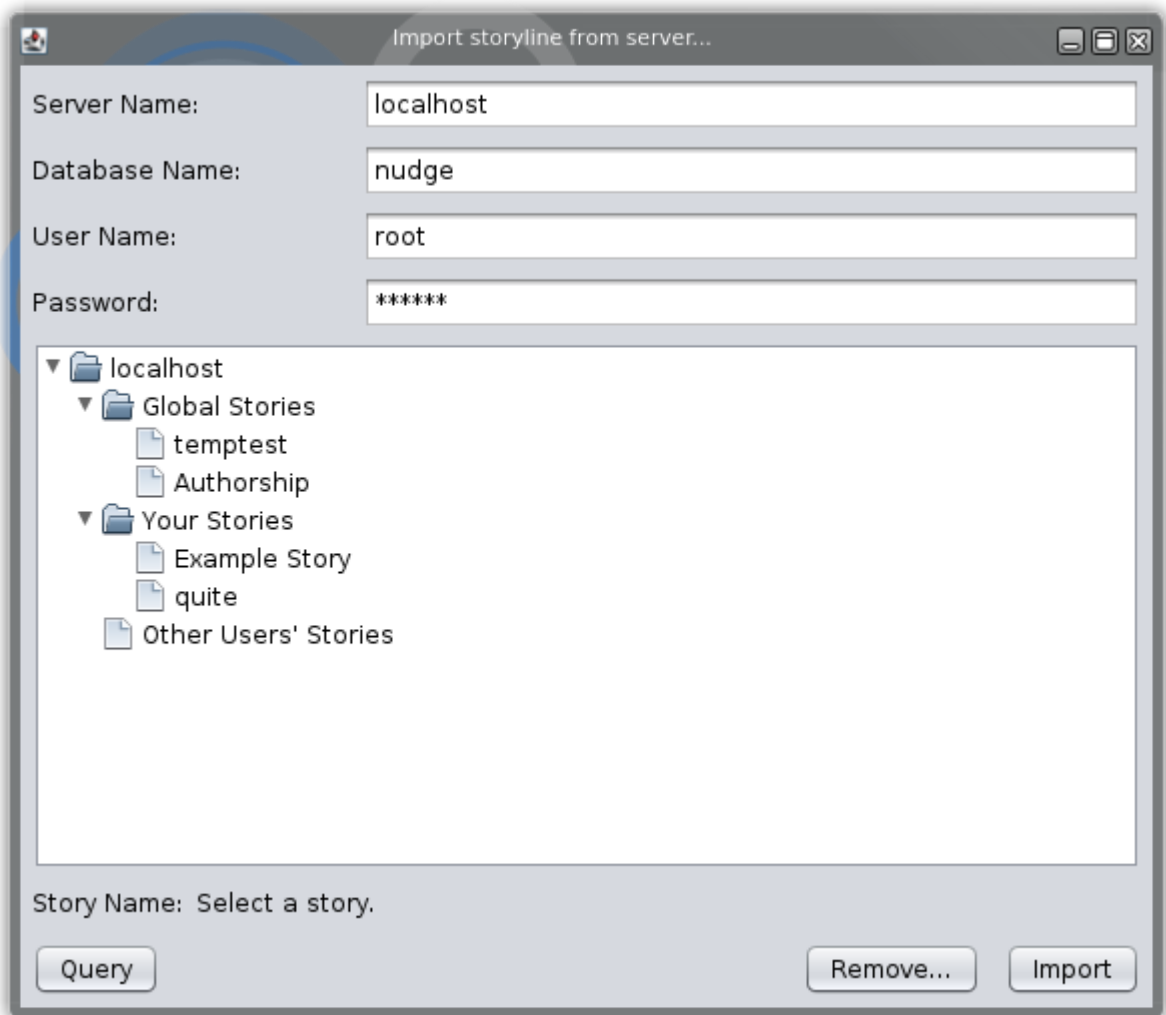 Import storyline from server...
Server Name: localhost
Database Name: nudge
User Name: root
Password: ******
localhost
Global Stories
temptest
Authorship
Your Stories
Example Story
quite
Other Users' Stories
Story Name: Select a story.
Query Remove... Import